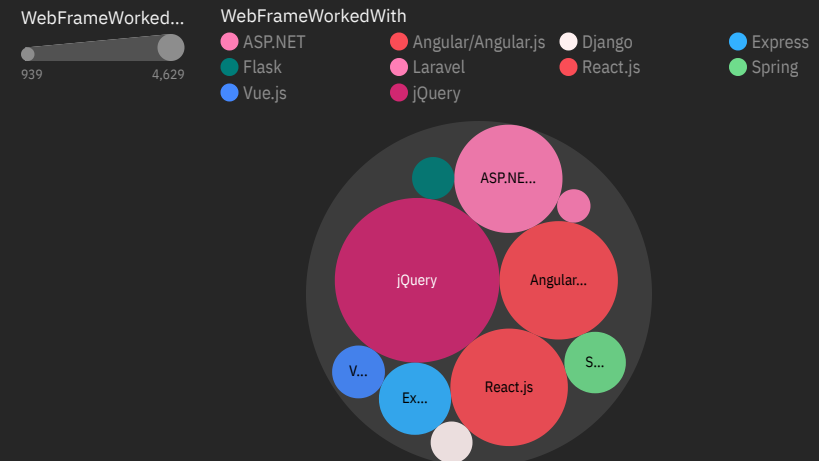 WebFrameWorked...
939 4,629
WebFrameWorkedWith
ASP.NET Angular/Angular.js Django Express
Flask Laravel React.js Spring
Vue.js jQuery
ASP.NE...
jQuery
Angular...
S...
V...
React.js
Ex...